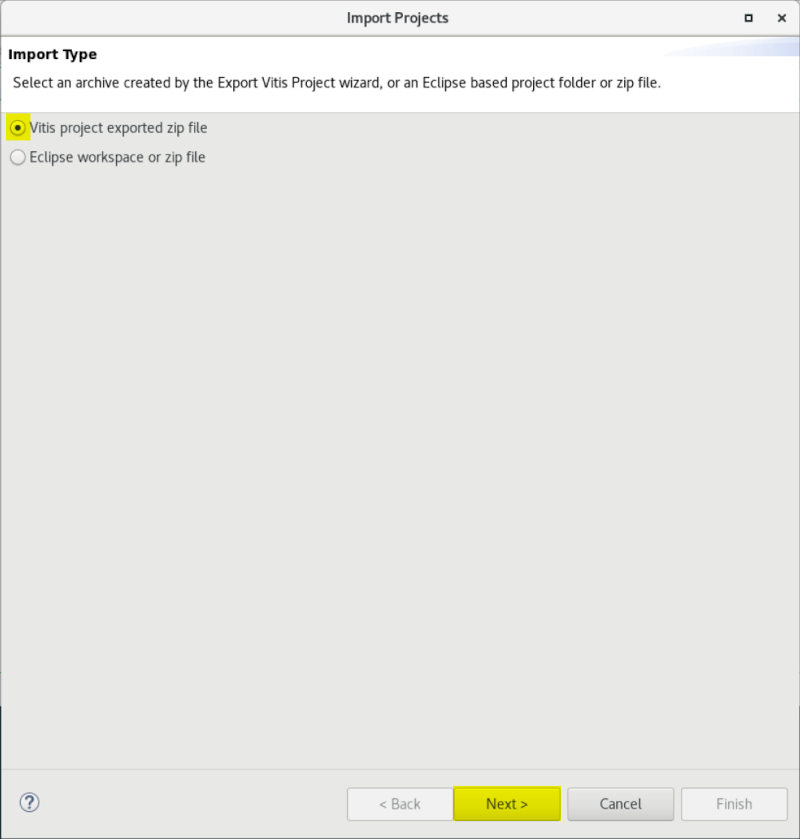 Import Projects
Import Type
Select an archive created by the Export Vitis Project wizard, or an Eclipse based project folder or zip file.
Vitis project exported zip file
Eclipse workspace or zip file
?
< Back
Next >
Cancel
Finish